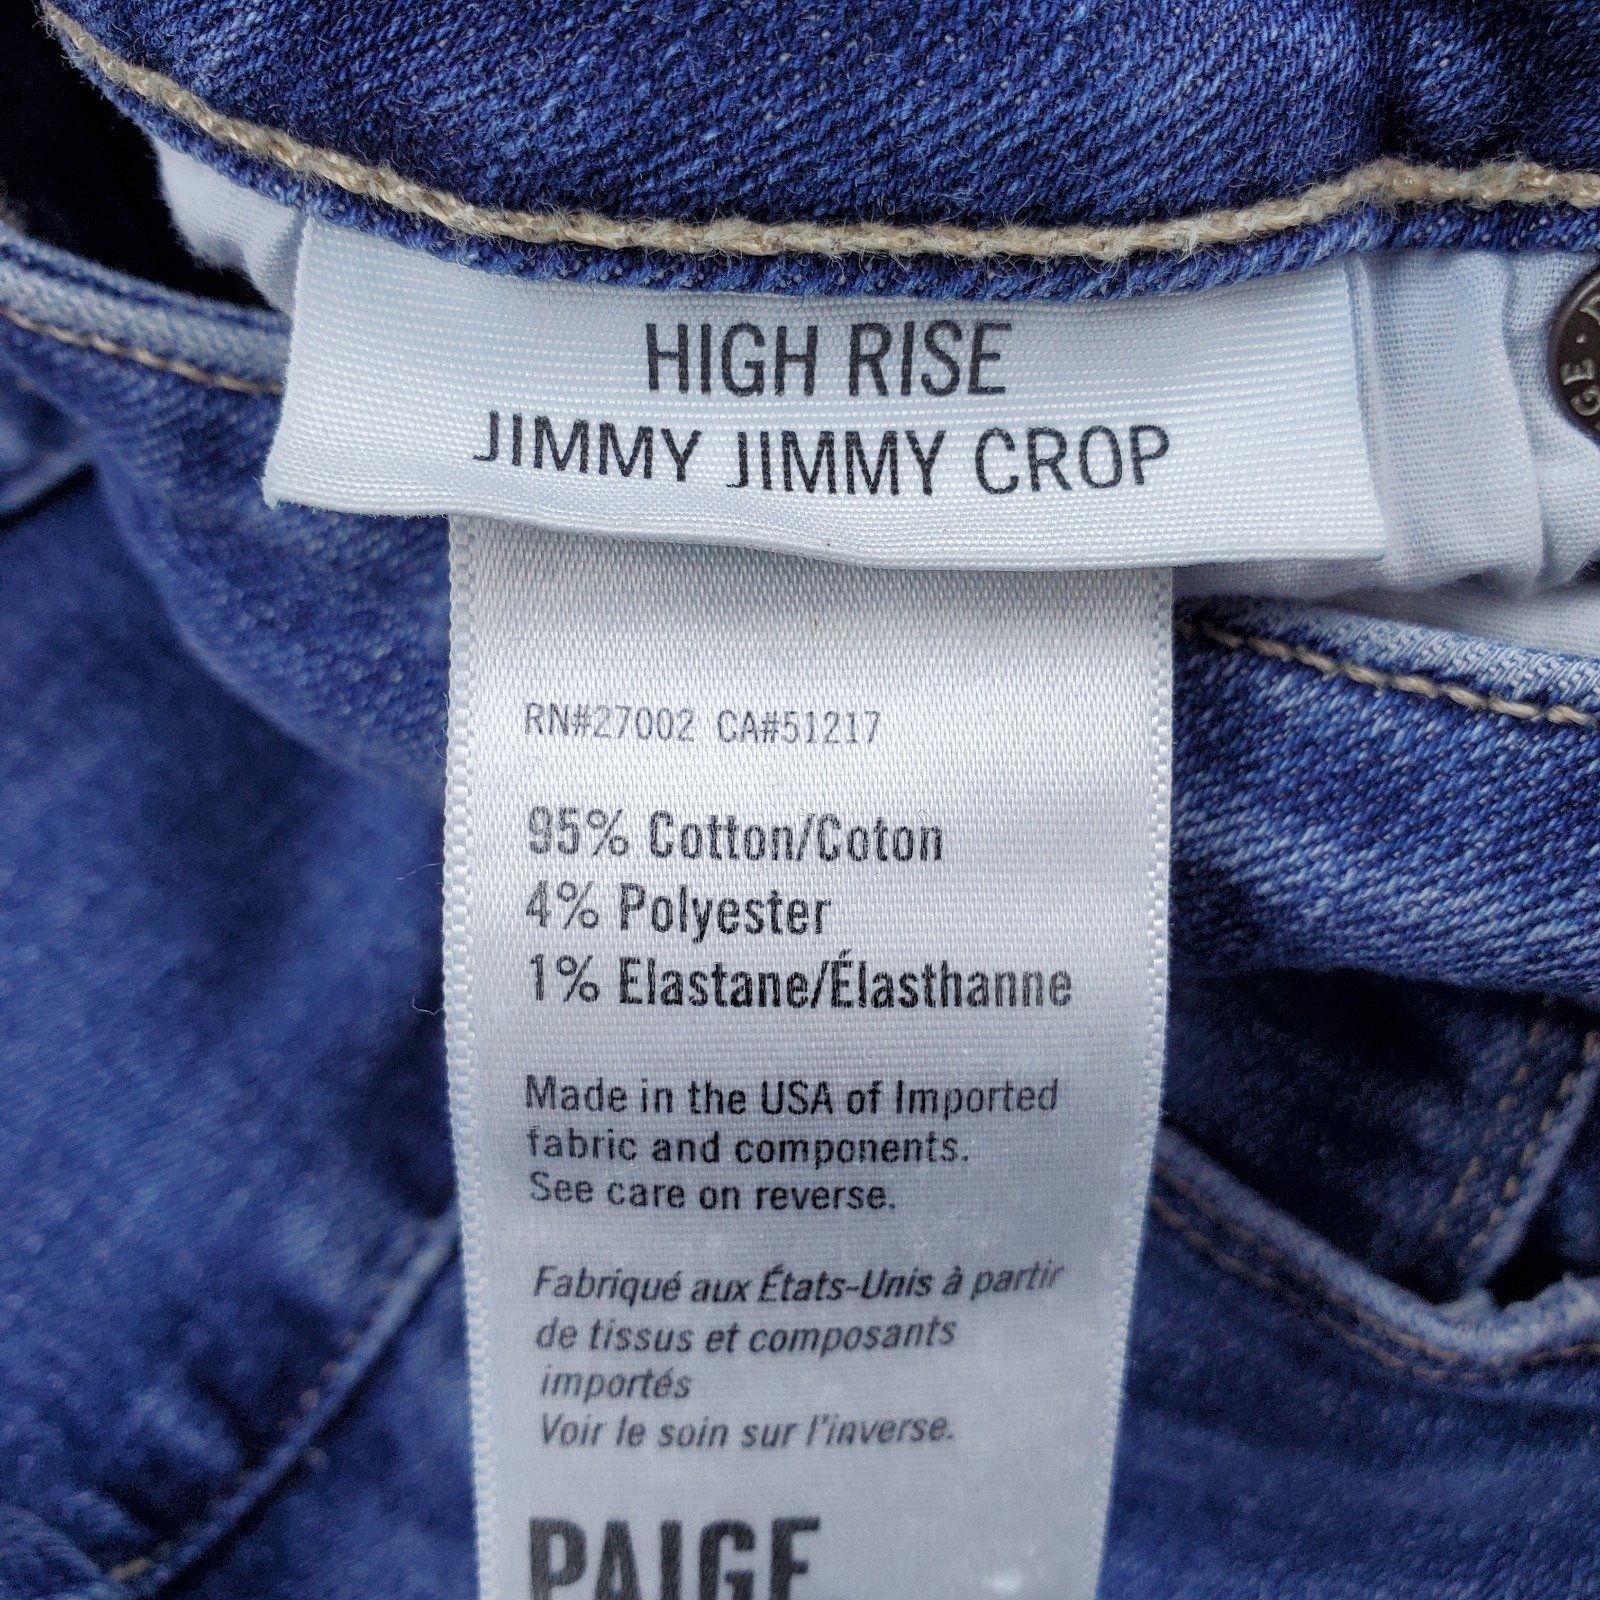 HIGH RISE
JIMMY JIMMY CROP
GE
RN#27002 CA#51217
95% Cotton/Coton
4% Polyester
1% Elastane/Élasthanne
Made in the USA of Imported
fabric and components.
See care on reverse.
Fabriqué aux États-Unis à partir
de tissus et composants
importés
Voir le soin sur l'inverse.
PAIGE